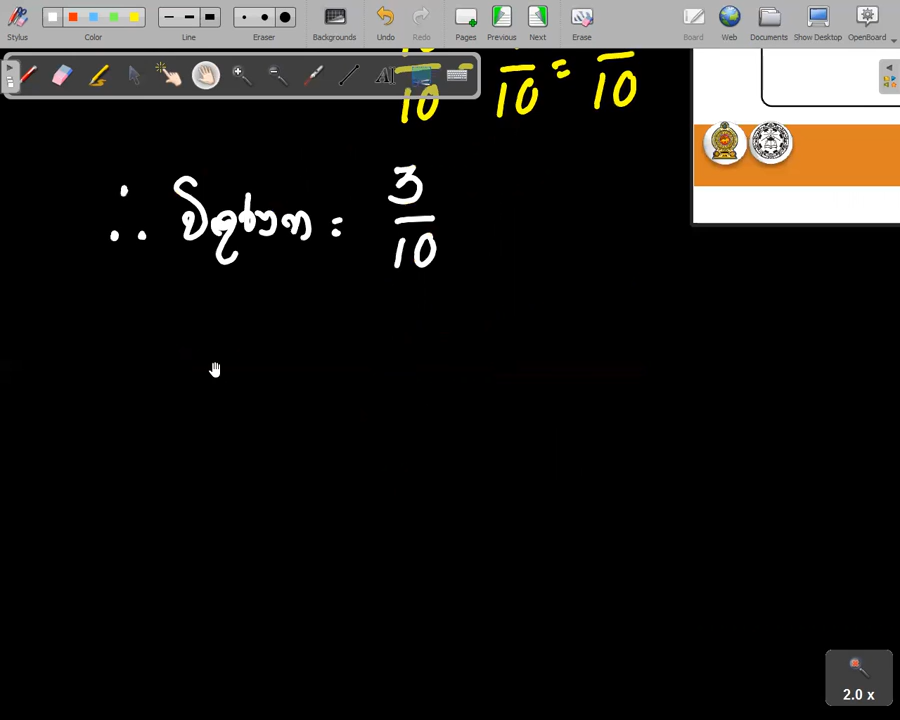 Stylus Color Line Eraser Backgrounds Undo Redo Pages Previous Next Erase Board Web Documents Show Desktop OpenBoard
10 10 = 10
∴ විදුළුත = 3/10
2.0 x